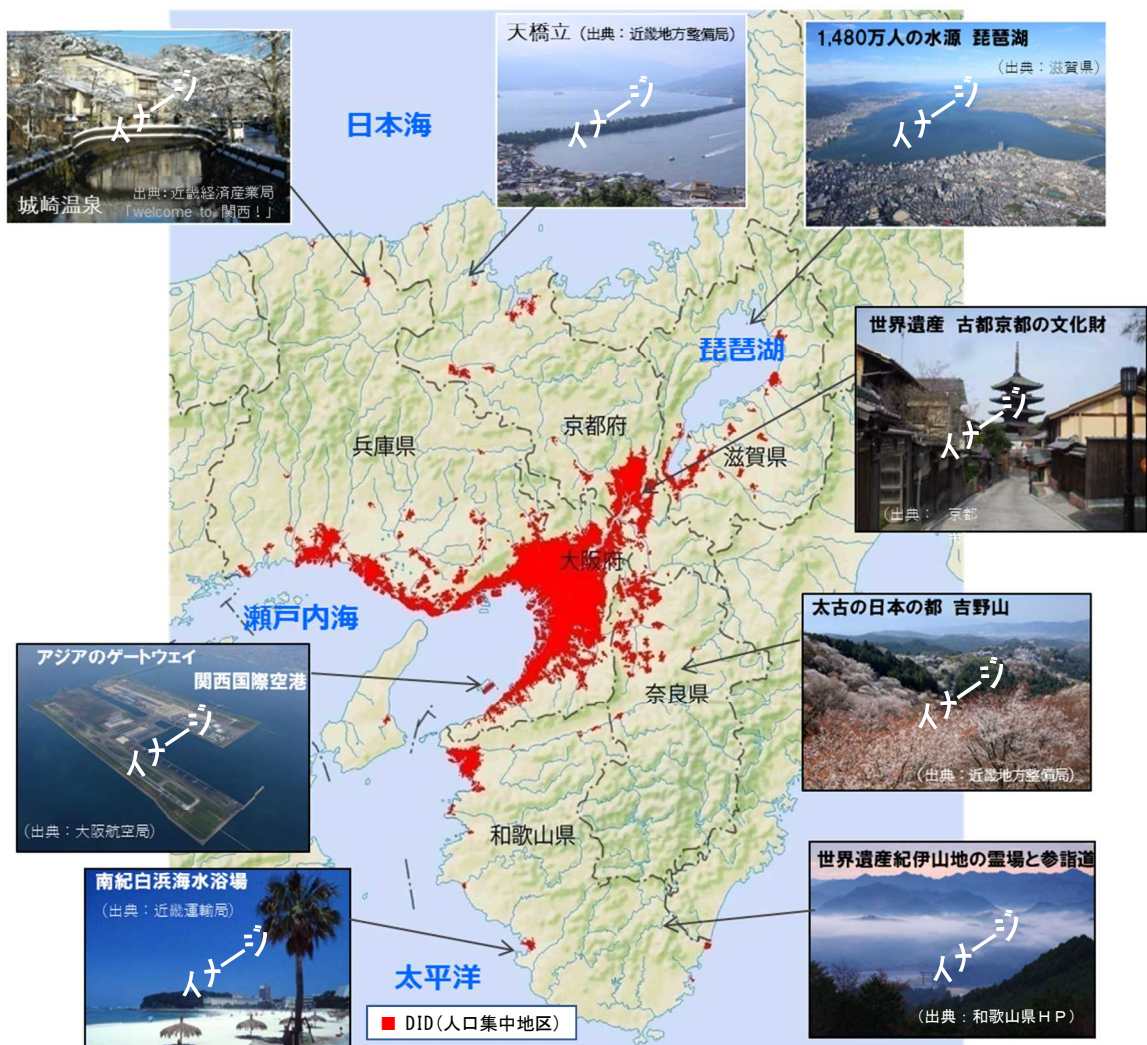 天橋立 (出典：近畿地方整備局)
イメージ
1,480万人の水源 琵琶湖
(出典：滋賀県)
イメージ
イメージ
城崎温泉
出典：近畿経済産業局
「welcome to 関西！」
日本海
世界遺産 古都京都の文化財
イメージ
(出典： 京都
琵琶湖
京都府
兵庫県
滋賀県
大阪府
瀬戸内海
太古の日本の都 吉野山
イメージ
(出典：近畿地方整備局)
アジアのゲートウェイ
関西国際空港
イメージ
(出典：大阪航空局)
奈良県
和歌山県
世界遺産紀伊山地の霊場と参詣道
イメージ
(出典：和歌山県ＨＰ)
南紀白浜海水浴場
(出典：近畿運輸局)
イメージ
太平洋
■ DID(人口集中地区)